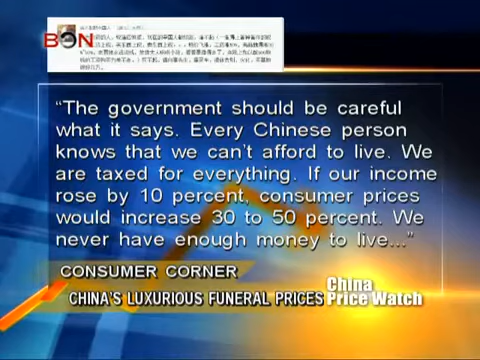 BON
“The government should be careful
what it says. Every Chinese person
knows that we can't afford to live. We
are taxed for everything. If our income
rose by 10 percent, consumer prices
would increase 30 to 50 percent. We
never have enough money to live...”
CONSUMER CORNER
CHINA'S LUXURIOUS FUNERAL PRICES
China
Price Watch